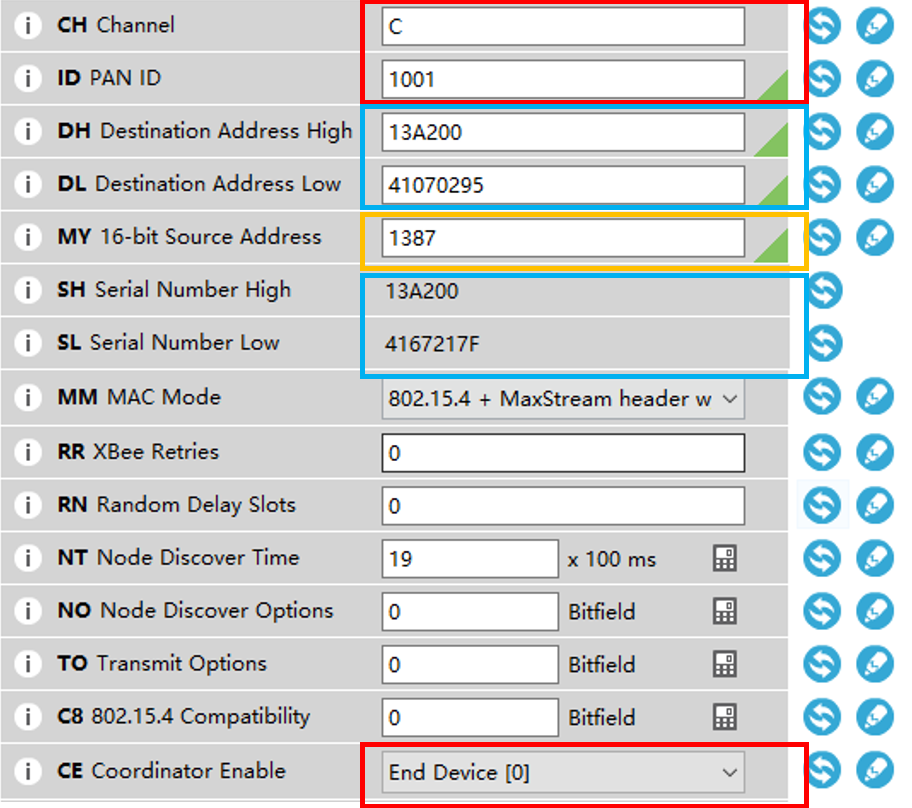 CH Channel C
ID PAN ID 1001
DH Destination Address High 13A200
DL Destination Address Low 41070295
MY 16-bit Source Address 1387
SH Serial Number High 13A200
SL Serial Number Low 4167217F
MM MAC Mode 802.15.4 + MaxStream header w
RR XBee Retries 0
RN Random Delay Slots 0
NT Node Discover Time 19 x 100 ms
NO Node Discover Options 0 Bitfield
TO Transmit Options 0 Bitfield
C8 802.15.4 Compatibility 0 Bitfield
CE Coordinator Enable End Device [0]